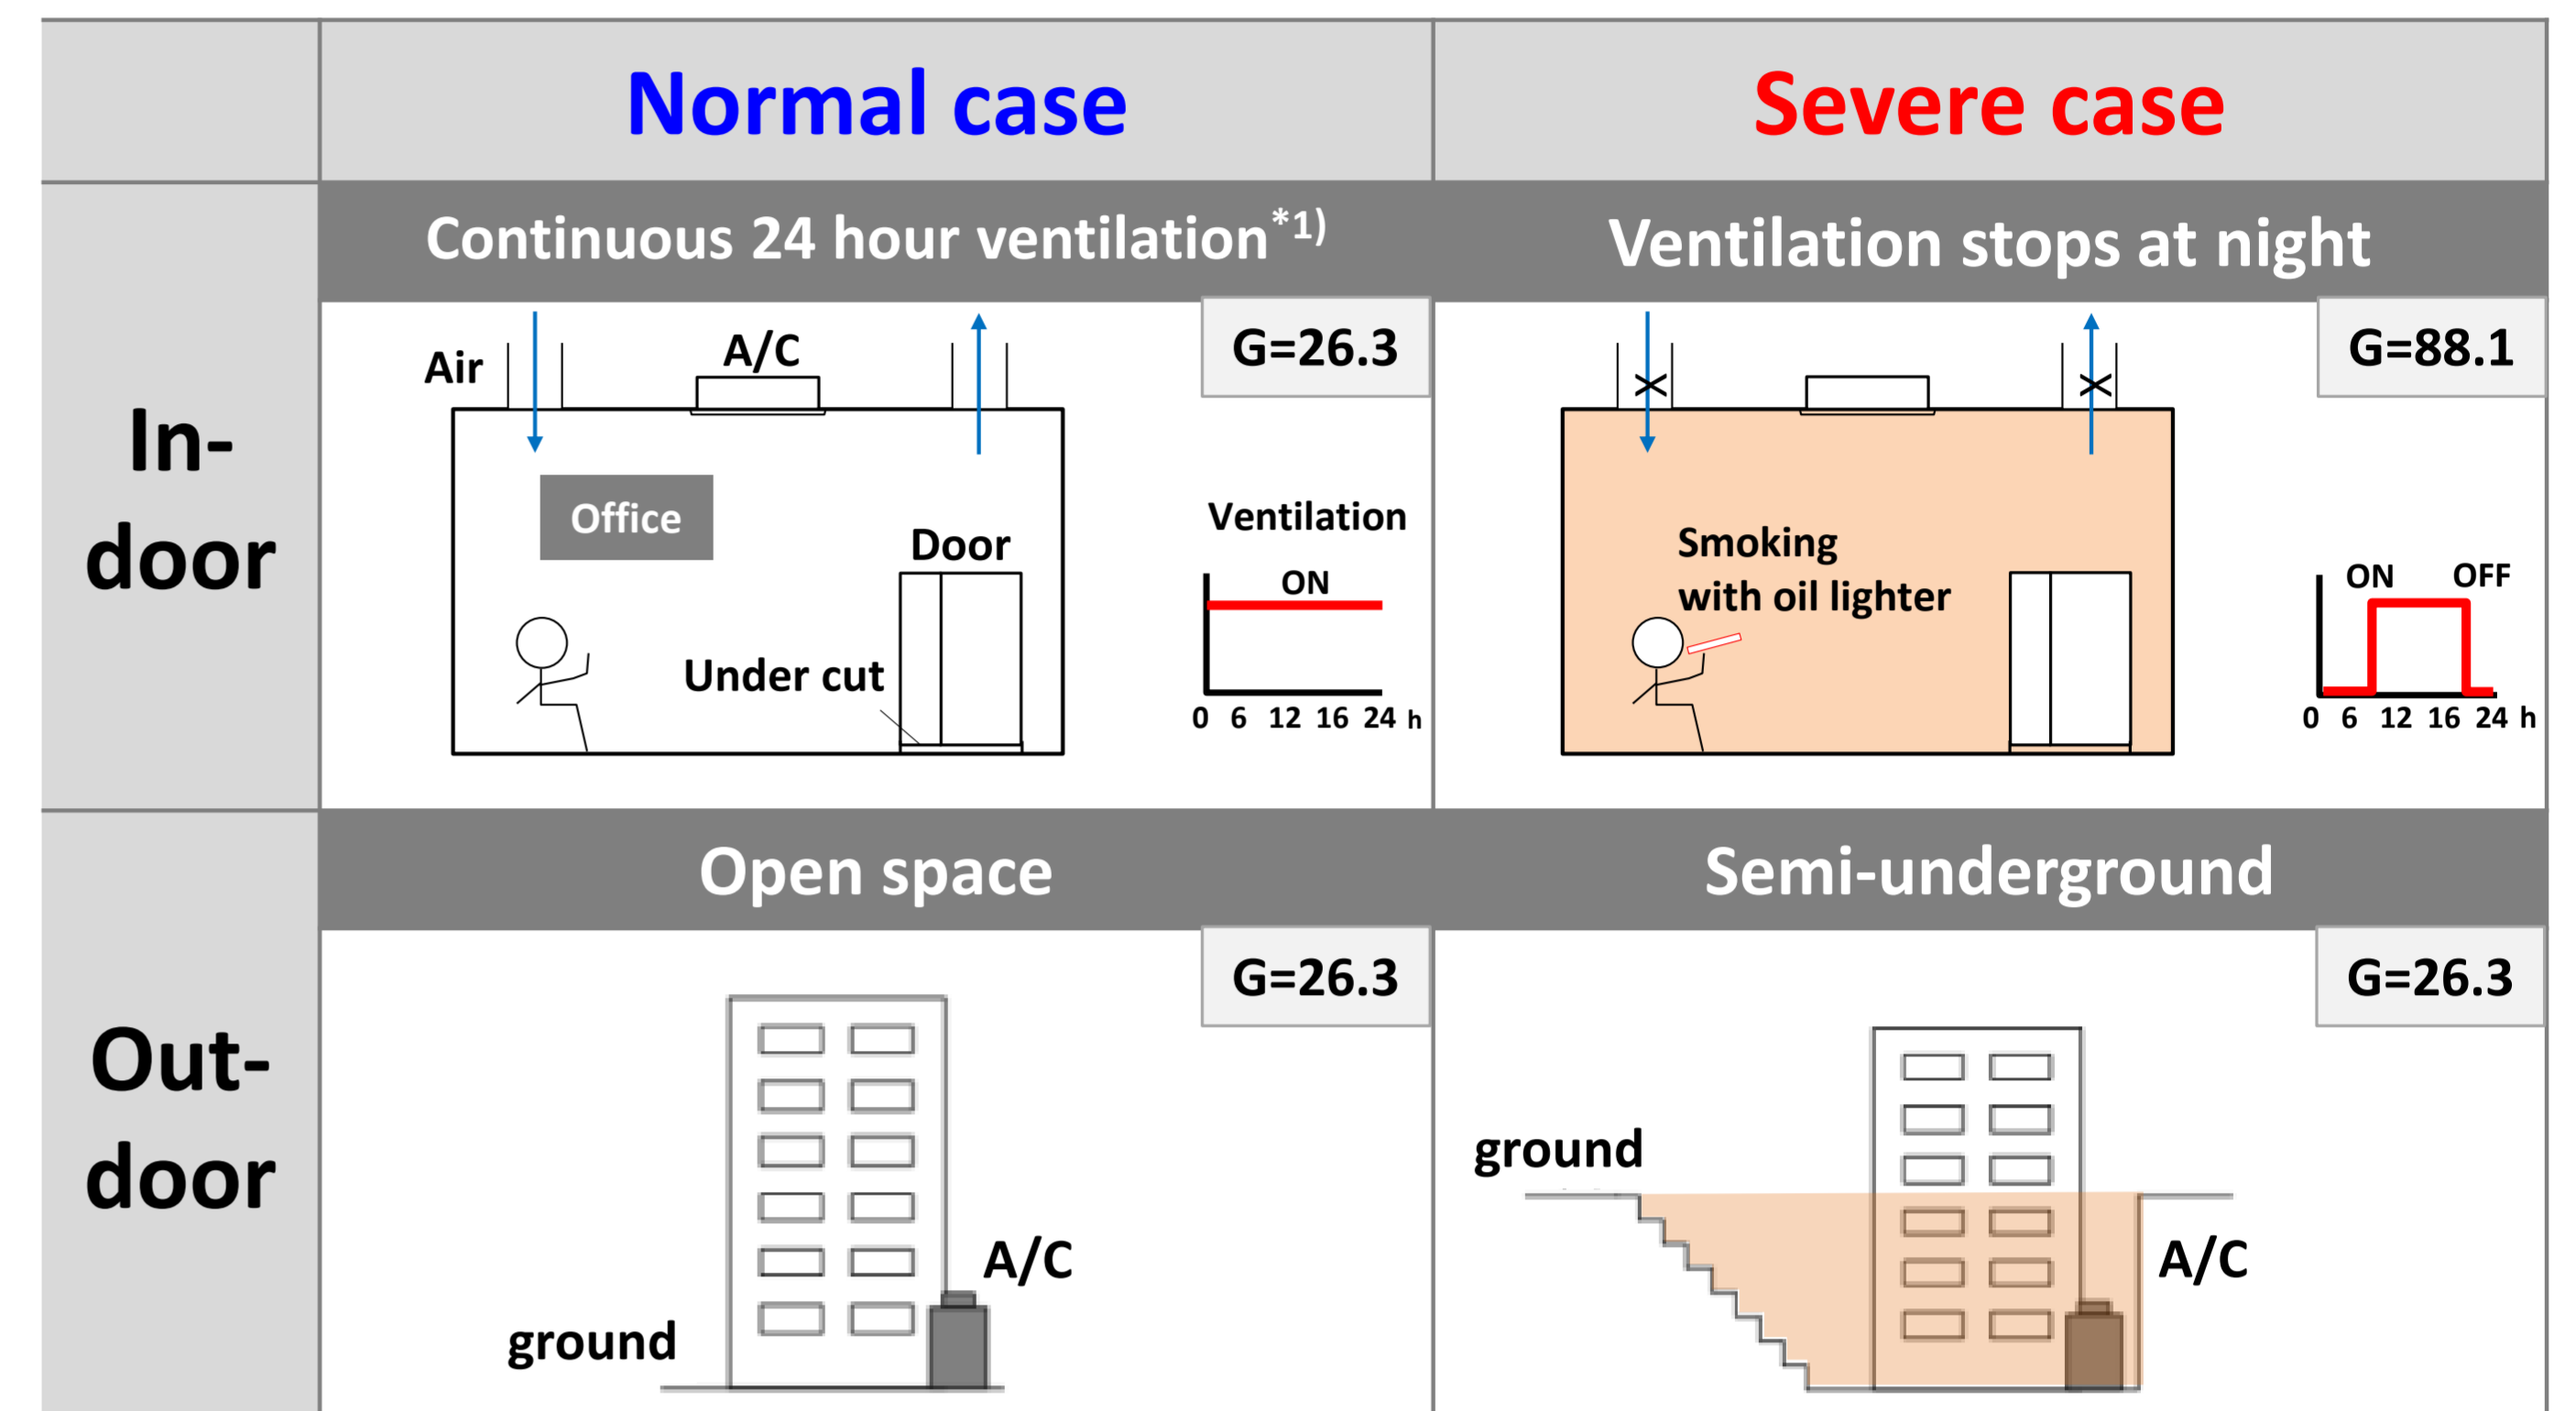 Normal case
Severe case
In-
door
Continuous 24 hour ventilation*1)
Ventilation stops at night
G=26.3
Air
A/C
Office
Door
Under cut
Ventilation
ON
0 6 12 16 24 h
G=88.1
X
X
Smoking
with oil lighter
ON OFF
0 6 12 16 24 h
Out-
door
Open space
Semi-underground
G=26.3
A/C
ground
G=26.3
ground
A/C